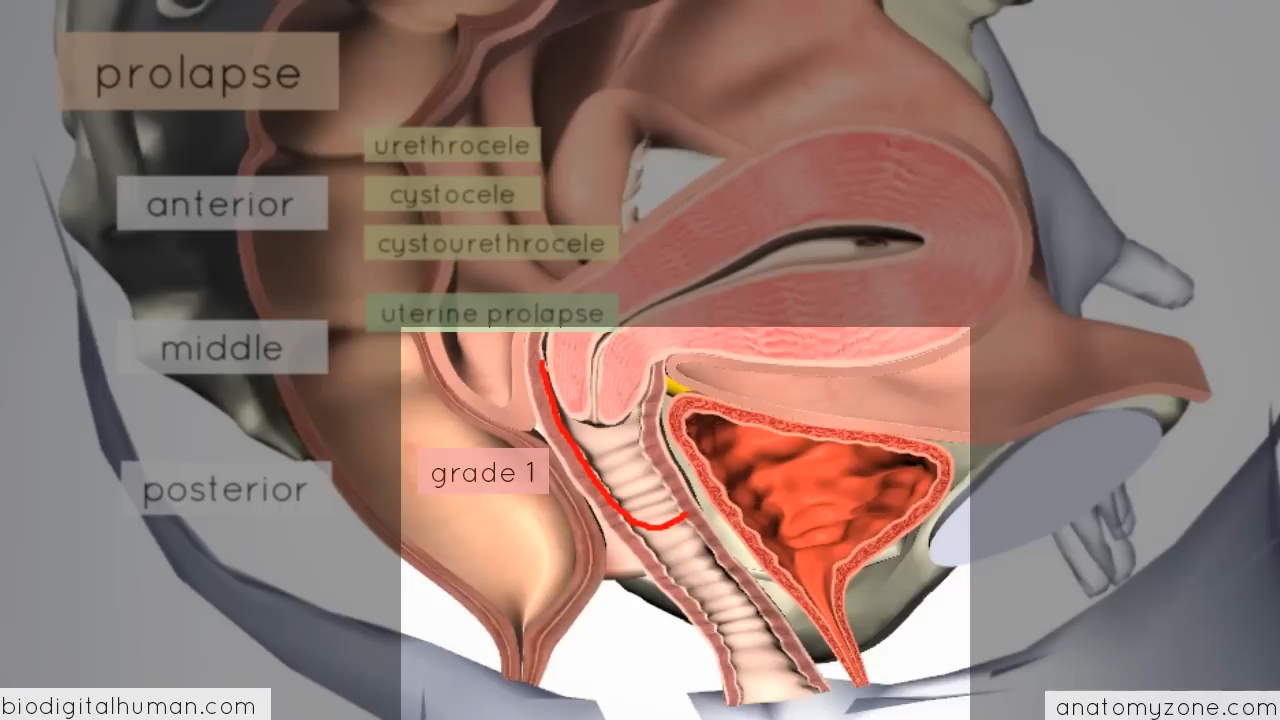 prolapse
urethrocele
cystocele
anterior
cystourethrocele
uterine prolapse
middle
grade 1
posterior
biodigitalhuman.com
anatomyzone.com